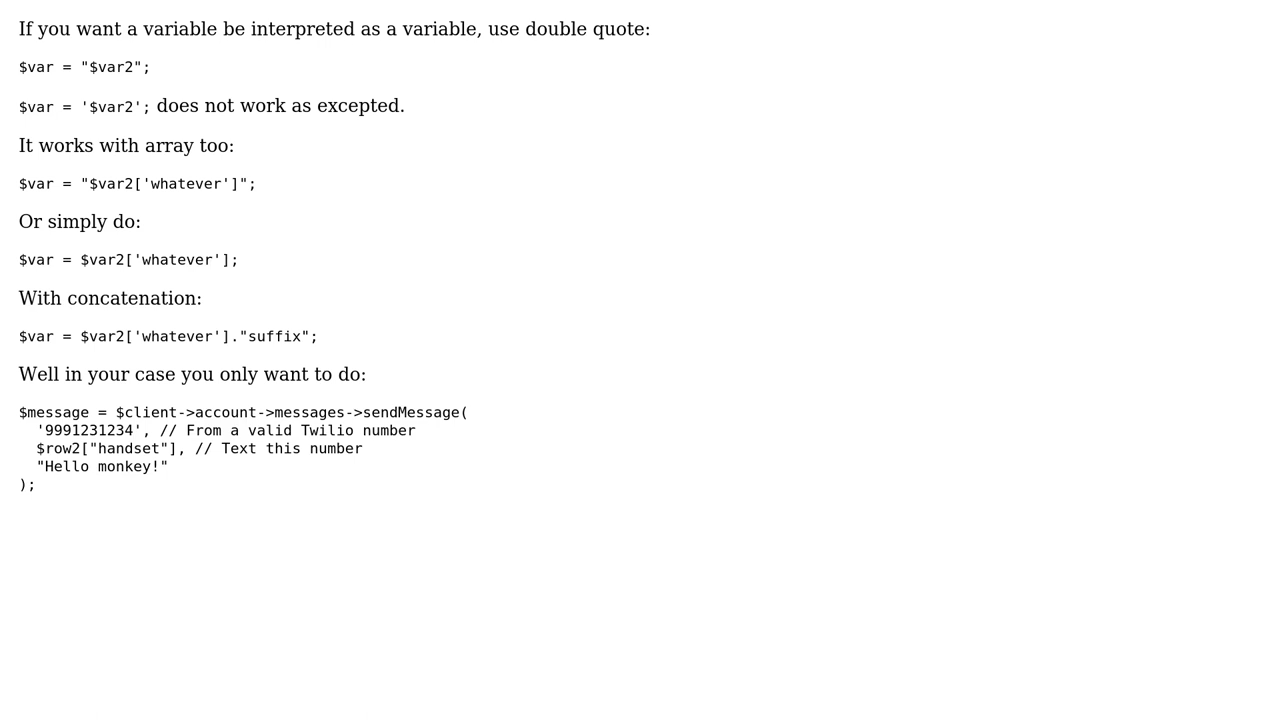 If you want a variable be interpreted as a variable, use double quote:
$var = "$var2";
$var = '$var2'; does not work as excepted.
It works with array too:
$var = "$var2['whatever']";
Or simply do:
$var = $var2['whatever'];
With concatenation:
$var = $var2['whatever']."suffix";
Well in your case you only want to do:
$message = $client->account->messages->sendMessage(
  '9991231234', // From a valid Twilio number
  $row2["handset"], // Text this number
  "Hello monkey!"
);